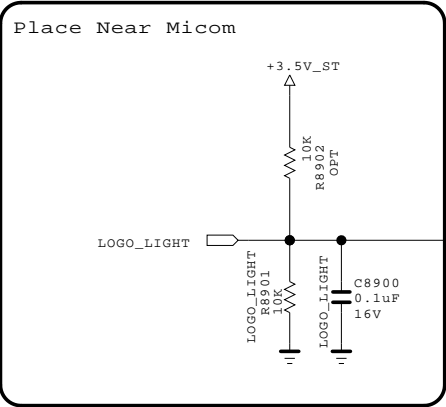 Place Near Micom
+3.5V_ST
10K
R8902
OPT
LOGO_LIGHT
LOGO_LIGHT
R8901
10K
LOGO_LIGHT
C8900
0.1uF
16V